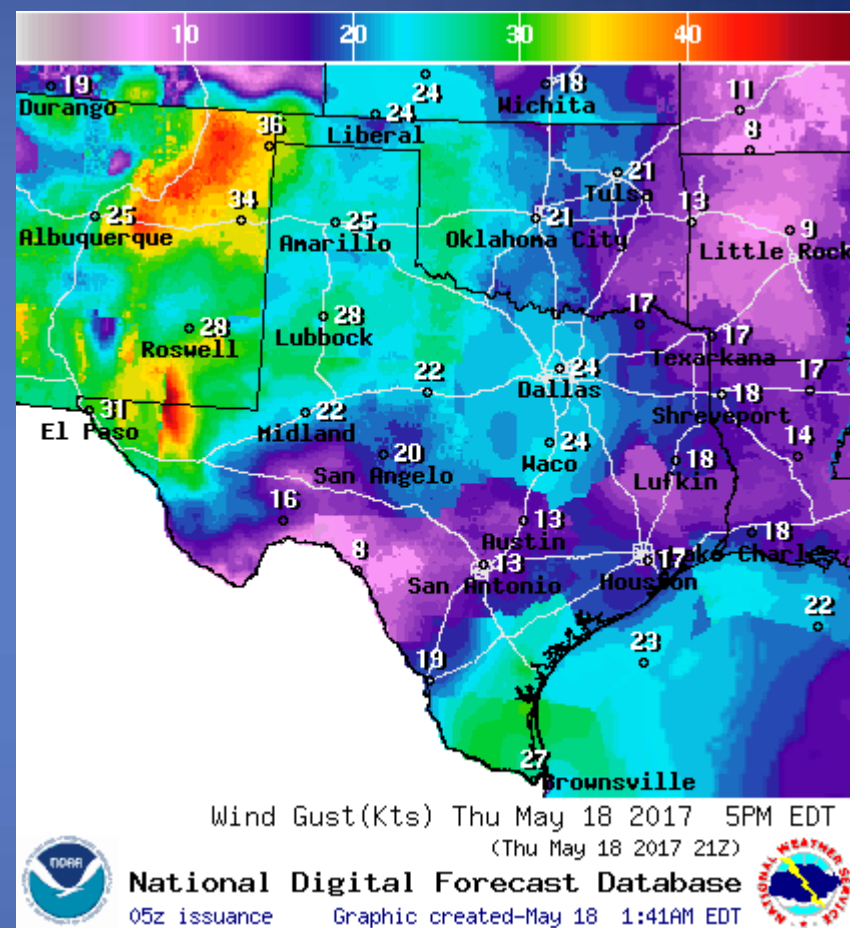 10 20 30 40
19 Durango
24
18 Wichita
11
24 Liberal
36
8
21 Tulsa
25 Albuquerque
34
25 Amarillo
21 Oklahoma City
13
9 Little Rock
28 Roswell
28 Lubbock
17
17 Texarkana
24 Dallas
22
18 Shreveport
17
31 El Paso
22 Midland
20 San Angelo
24 Waco
18 Lufkin
14
16
13 Austin
18 Lake Charles
8
13 San Antonio
17 Houston
19
23
22
27 Brownsville
Wind Gust(Kts) Thu May 18 2017 5PM EDT
(Thu May 18 2017 21Z)
NOAA
National Digital Forecast Database
05z issuance Graphic created-May 18 1:41AM EDT
NATIONAL WEATHER SERVICE